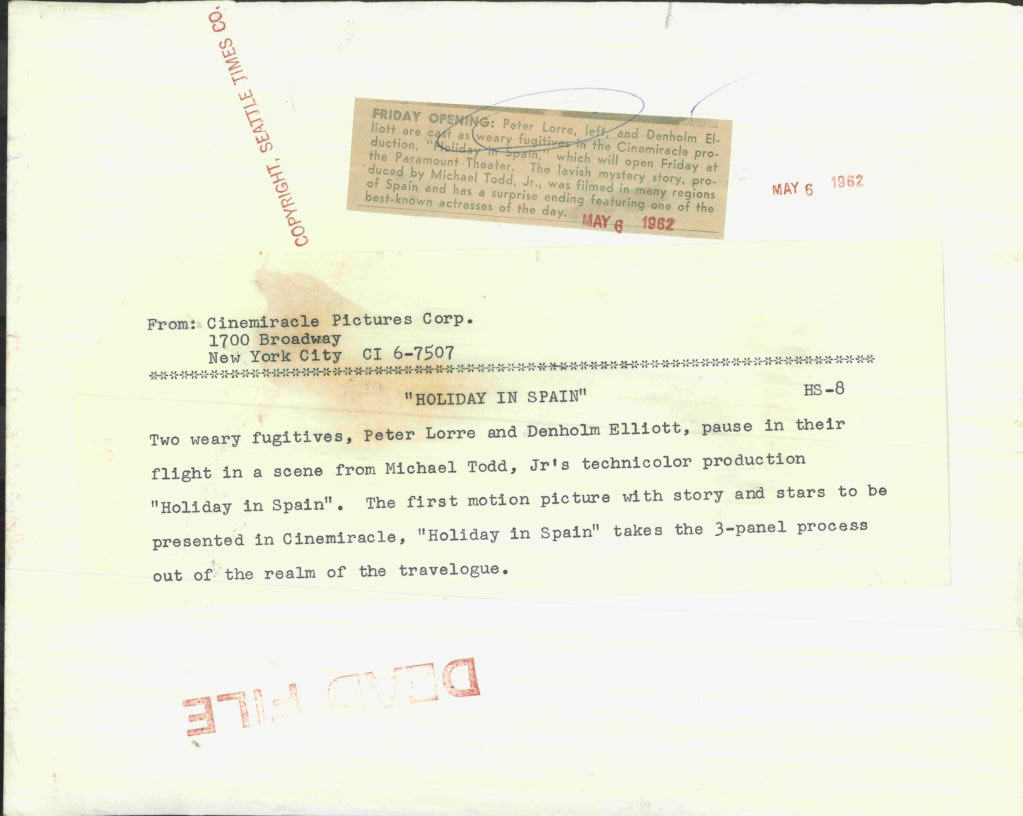 COPYRIGHT, SEATTLE TIMES CO.
FRIDAY OPENING: Peter Lorre, left, and Denholm El-
liott are cast as weary fugitives in the Cinemiracle pro-
duction, "Holiday in Spain," which will open Friday at
the Paramount Theater. The lavish mystery story, pro-
duced by Michael Todd, Jr., was filmed in many regions
of Spain and has a surprise ending featuring one of the
best-known actresses of the day.
MAY 6 1962
MAY 6 1962
From: Cinemiracle Pictures Corp.
1700 Broadway
New York City CI 6-7507
"HOLIDAY IN SPAIN" HS-8
Two weary fugitives, Peter Lorre and Denholm Elliott, pause in their
flight in a scene from Michael Todd, Jr's technicolor production
"Holiday in Spain". The first motion picture with story and stars to be
presented in Cinemiracle, "Holiday in Spain" takes the 3-panel process
out of the realm of the travelogue.
DEAD FILE